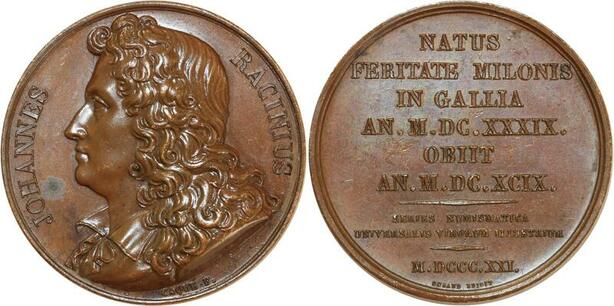 JOHANNES RACINIUS
CAQUÉ F.
NATUS
FERITATE MILONIS
IN GALLIA
AN. M. DC. XXXIX.
OBIIT
AN. M. DC. XCIX.
SERIES NUMISMATICA
UNIVERSALIS VIRORUM ILLUSTRIUM
M. DCCC. XXI.
DURAND EDIDIT